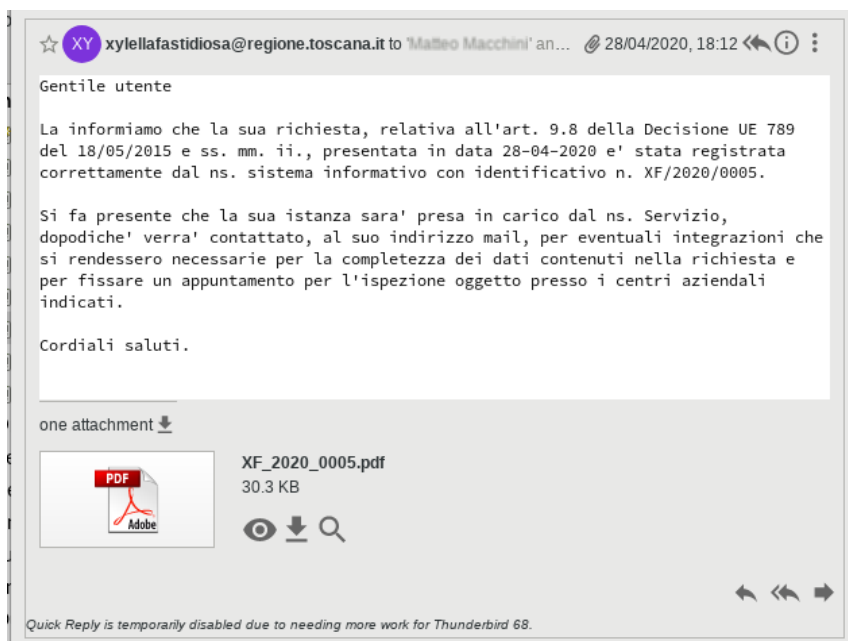 XY xylellafastidiosa@regione.toscana.it to 'Matteo Macchini' an... 28/04/2020, 18:12
Gentile utente
La informiamo che la sua richiesta, relativa all'art. 9.8 della Decisione UE 789
del 18/05/2015 e ss. mm. ii., presentata in data 28-04-2020 e' stata registrata
correttamente dal ns. sistema informativo con identificativo n. XF/2020/0005.
Si fa presente che la sua istanza sara' presa in carico dal ns. Servizio,
dopodiche' verra' contattato, al suo indirizzo mail, per eventuali integrazioni che
si rendessero necessarie per la completezza dei dati contenuti nella richiesta e
per fissare un appuntamento per l'ispezione oggetto presso i centri aziendali
indicati.
Cordiali saluti.
one attachment
PDF
Adobe
XF_2020_0005.pdf
30.3 KB
Quick Reply is temporarily disabled due to needing more work for Thunderbird 68.